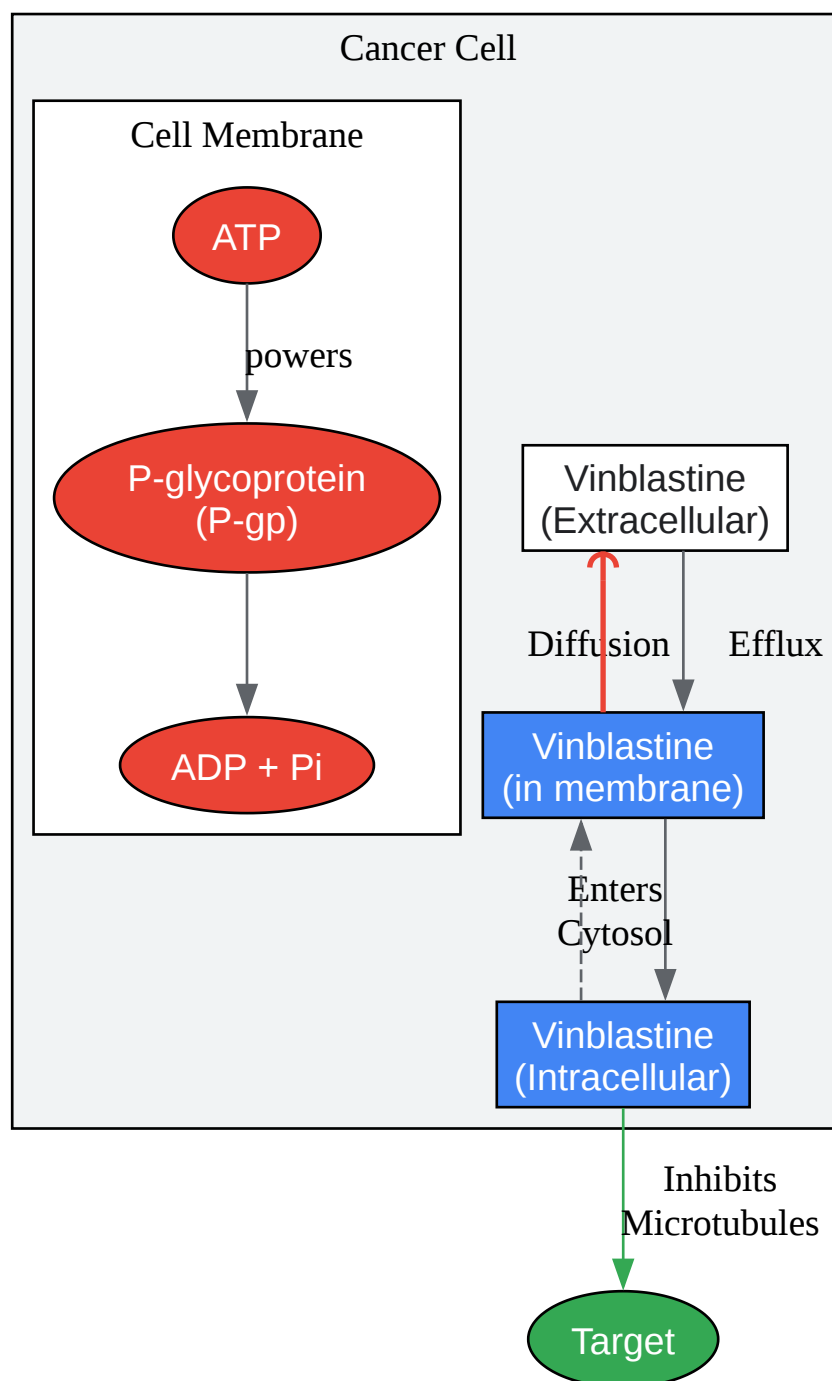 Cancer Cell
Cell Membrane
ATP
powers
P-glycoprotein
(P-gp)
ADP + Pi
Vinblastine
(Extracellular)
Diffusion
Efflux
Vinblastine
(in membrane)
Enters
Cytosol
Vinblastine
(Intracellular)
Inhibits
Microtubules
Target